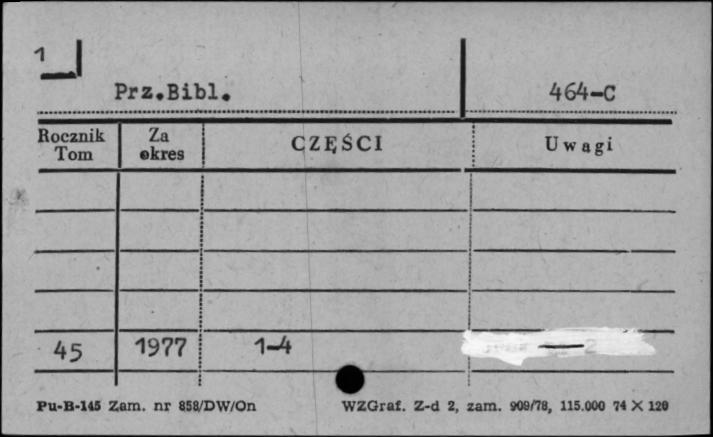 1
Prz.Bibl. 464-C
Rocznik Tom Za okres CZĘŚCI Uwagi
45 1977 1-4
Pu-B-145 Zam. nr 858/DW/On WZGraf. Z-d 2, zam. 909/78, 115.000 74 X 120